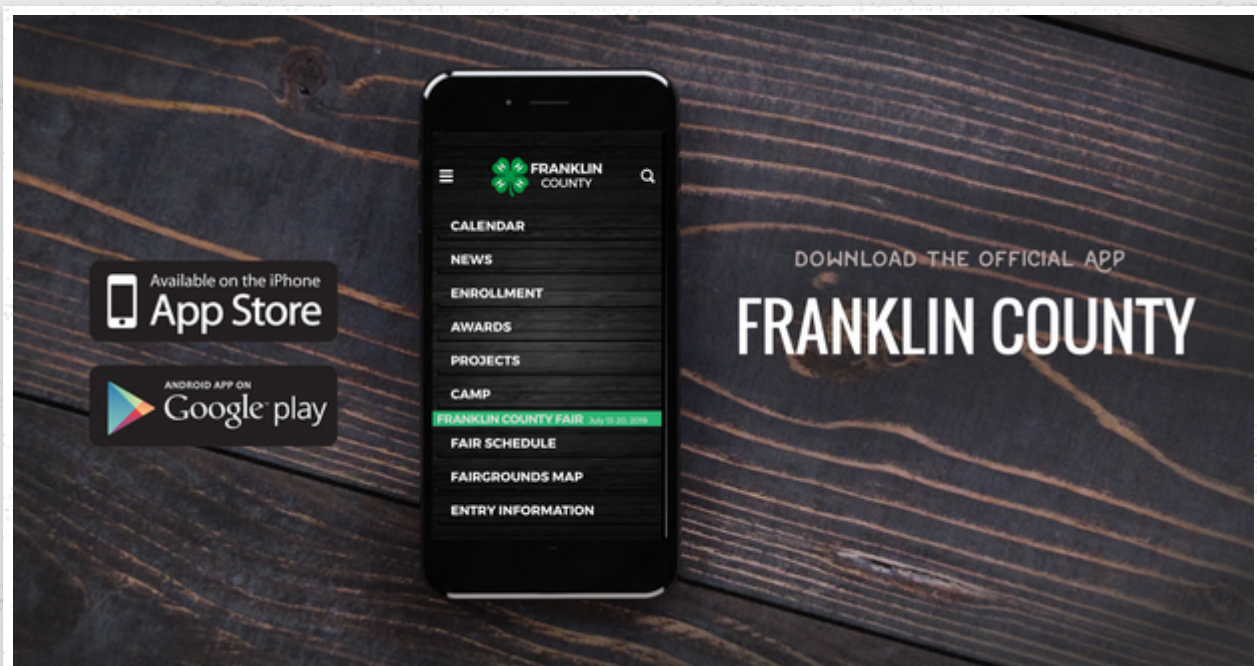 Available on the iPhone
App Store
ANDROID APP ON
Google play
FRANKLIN
COUNTY
CALENDAR
NEWS
ENROLLMENT
AWARDS
PROJECTS
CAMP
FRANKLIN COUNTY FAIR
FAIR SCHEDULE
FAIRGROUNDS MAP
ENTRY INFORMATION
DOWNLOAD THE OFFICIAL APP
FRANKLIN COUNTY